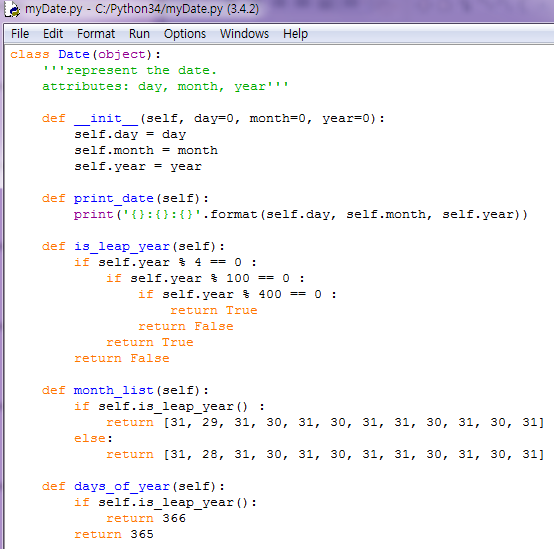 myDate.py - C:/Python34/myDate.py (3.4.2)
File Edit Format Run Options Windows Help
class Date(object):
    '''represent the date.
    attributes: day, month, year'''

    def __init__(self, day=0, month=0, year=0):
        self.day = day
        self.month = month
        self.year = year

    def print_date(self):
        print('{}:{}:{}'.format(self.day, self.month, self.year))

    def is_leap_year(self):
        if self.year % 4 == 0 :
            if self.year % 100 == 0 :
                if self.year % 400 == 0 :
                    return True
                return False
            return True
        return False

    def month_list(self):
        if self.is_leap_year() :
            return [31, 29, 31, 30, 31, 30, 31, 31, 30, 31, 30, 31]
        else:
            return [31, 28, 31, 30, 31, 30, 31, 31, 30, 31, 30, 31]

    def days_of_year(self):
        if self.is_leap_year():
            return 366
        return 365